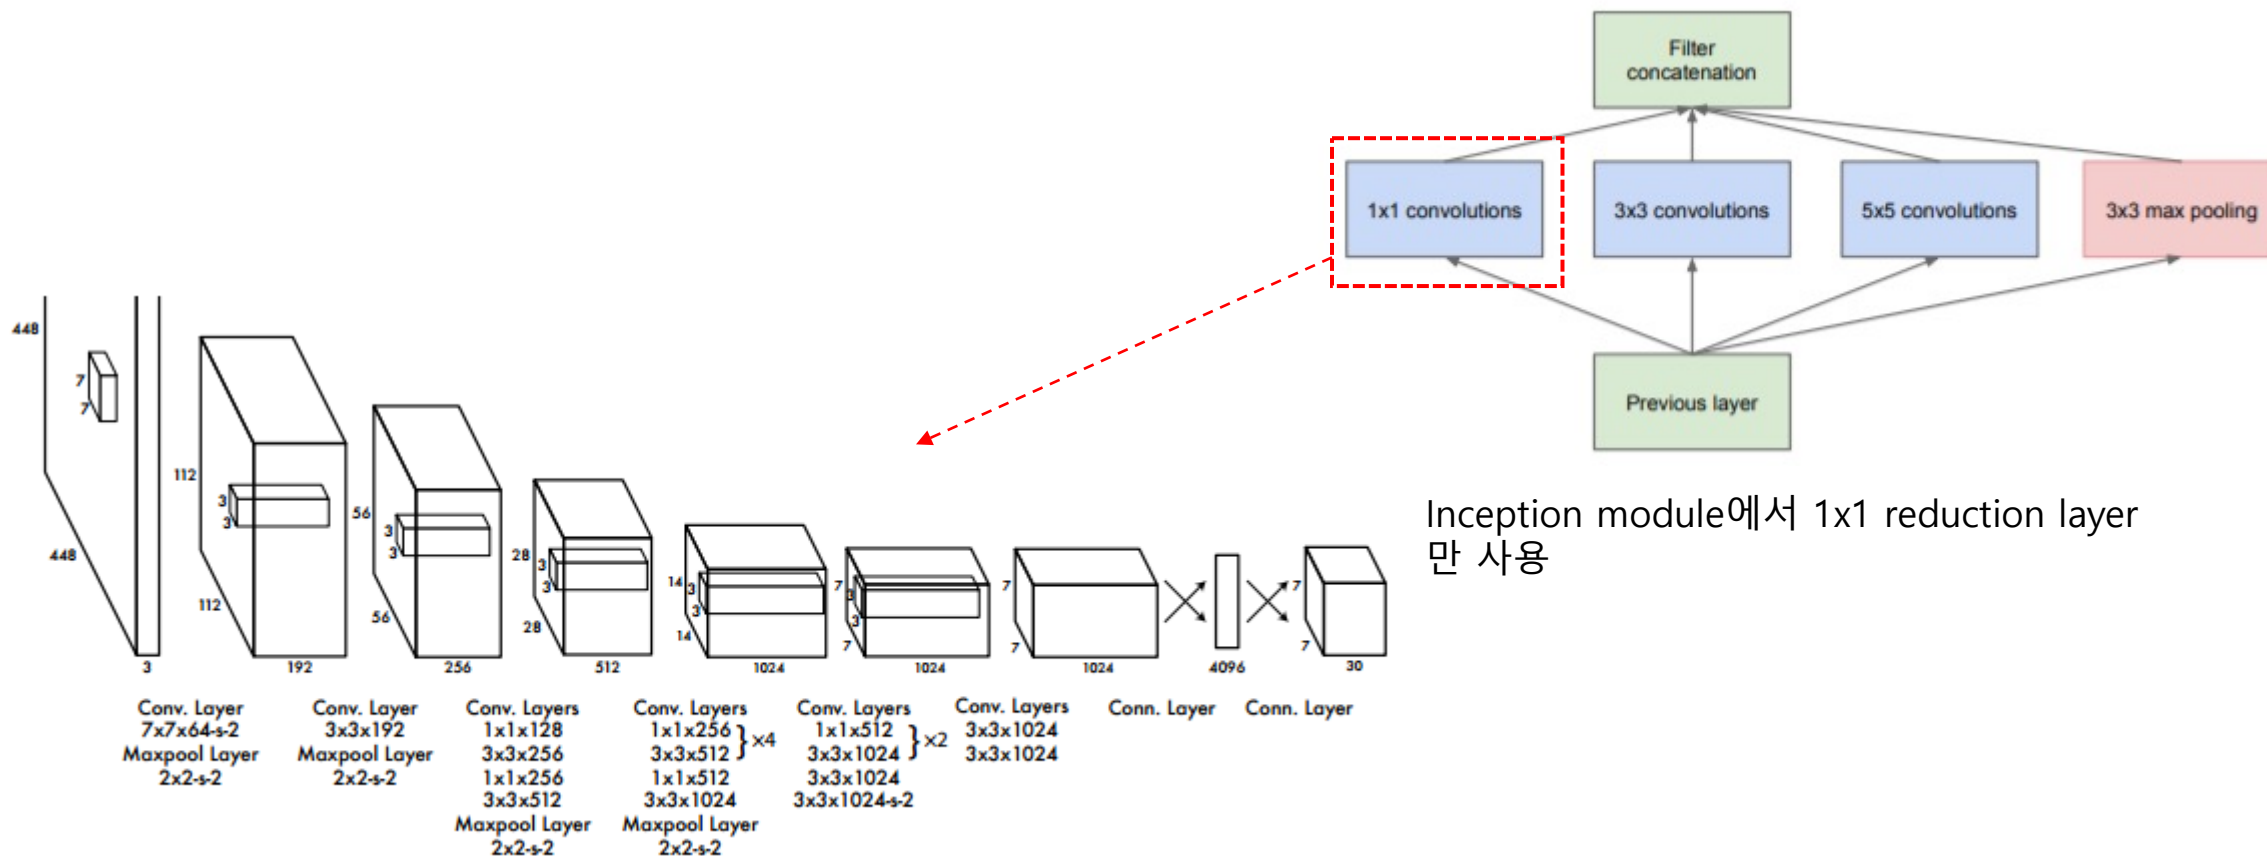 Filter
concatenation
1x1 convolutions
3x3 convolutions
5x5 convolutions
3x3 max pooling
Previous layer
Inception module에서 1x1 reduction layer
만 사용
448
448
7
7
3
112
112
3
3
192
56
56
3
3
256
28
28
3
3
512
14
14
3
3
1024
7
7
3
3
1024
7
7
1024
4096
7
7
30
Conv. Layer
7x7x64-s-2
Maxpool Layer
2x2-s-2
Conv. Layer
3x3x192
Maxpool Layer
2x2-s-2
Conv. Layers
1x1x128
3x3x256
1x1x256
3x3x512
Maxpool Layer
2x2-s-2
Conv. Layers
1x1x256
3x3x512
} x4
1x1x512
3x3x1024
Maxpool Layer
2x2-s-2
Conv. Layers
1x1x512
3x3x1024
} x2
3x3x1024
3x3x1024-s-2
Conv. Layers
3x3x1024
3x3x1024
Conn. Layer
Conn. Layer